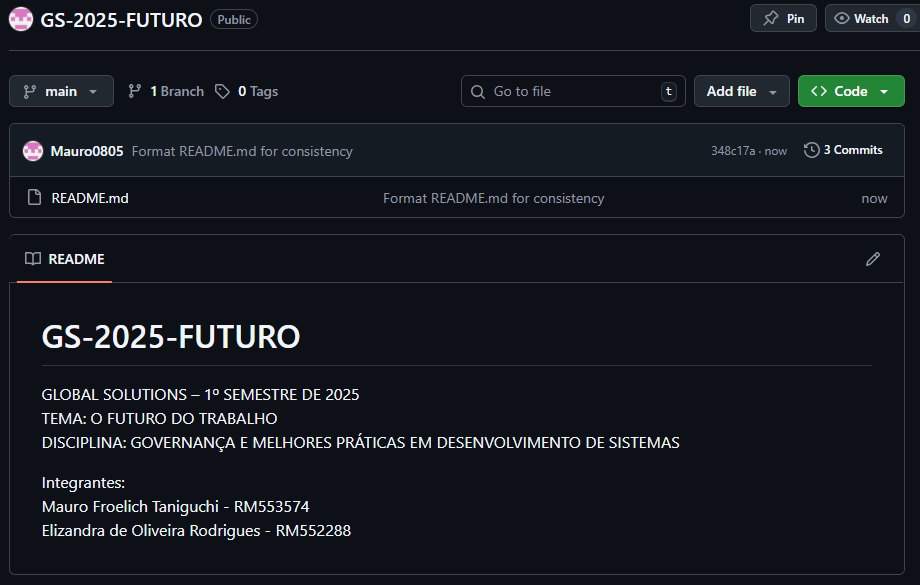 GS-2025-FUTURO Public Pin Watch 0
main 1 Branch 0 Tags Go to file t Add file Code
Mauro0805 Format README.md for consistency 348c17a · now 3 Commits
README.md Format README.md for consistency now
README
GS-2025-FUTURO
GLOBAL SOLUTIONS – 1º SEMESTRE DE 2025
TEMA: O FUTURO DO TRABALHO
DISCIPLINA: GOVERNANÇA E MELHORES PRÁTICAS EM DESENVOLVIMENTO DE SISTEMAS
Integrantes:
Mauro Froelich Taniguchi - RM553574
Elizandra de Oliveira Rodrigues - RM552288